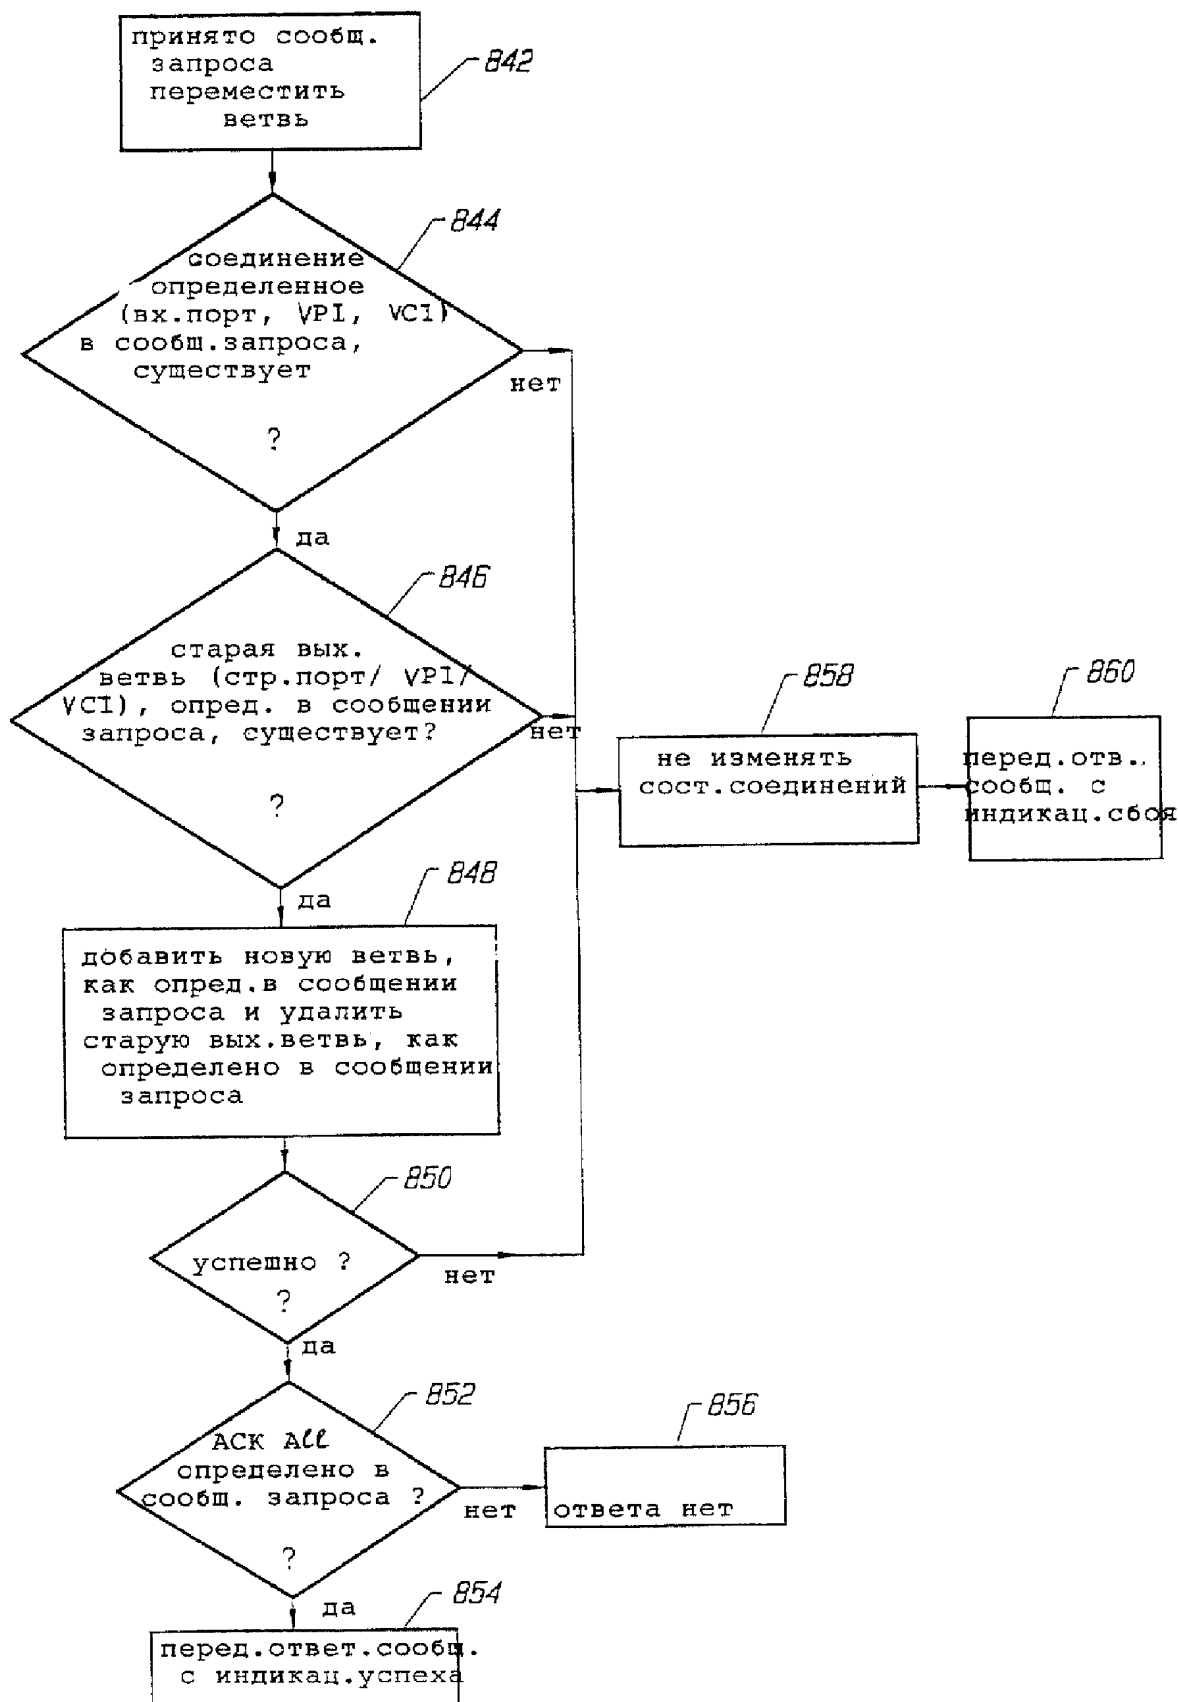 принято сообщ.
запроса
переместить
ветвь
842
844
соединение
определенное
(вх.порт, VPI, VCI)
в сообщ.запроса,
существует
?
нет
да
846
старая вых.
ветвь (стр.порт/ VPI/
VCI), опред. в сообщении
запроса, существует?
?
нет
да
858
не изменять
сост.соединений
860
перед.отв.
сообщ. с
индикац.сбоя
848
добавить новую ветвь,
как опред.в сообщении
запроса и удалить
старую вых.ветвь, как
определено в сообщении
запроса
850
успешно ?
?
нет
да
852
ACK All
определено в
сообщ. запроса ?
?
нет
да
856
ответа нет
854
перед.ответ.сообщ.
с индикац.успеха